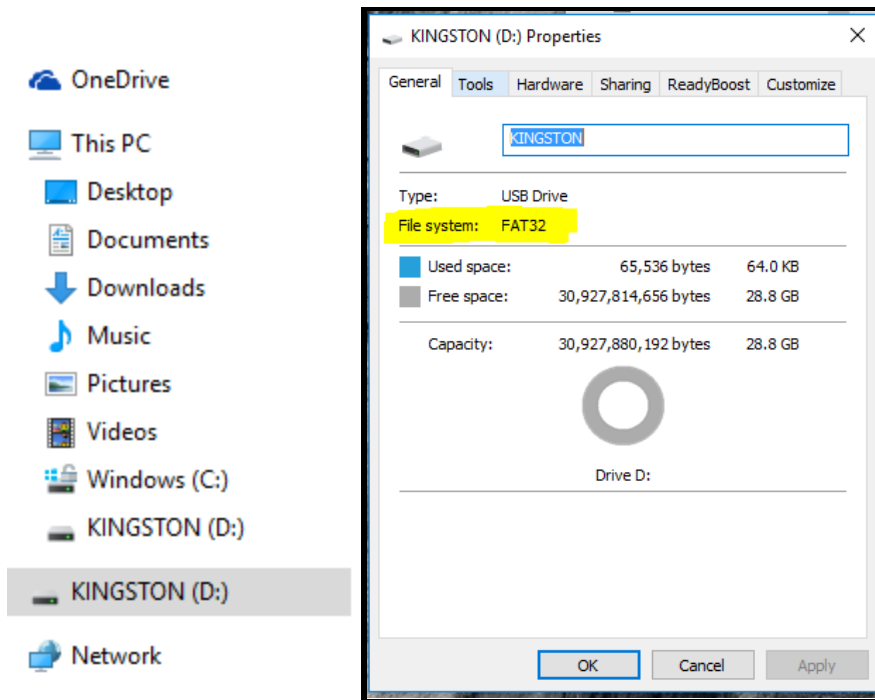 OneDrive
This PC
Desktop
Documents
Downloads
Music
Pictures
Videos
Windows (C:)
KINGSTON (D:)
KINGSTON (D:)
Network
KINGSTON (D:) Properties
General Tools Hardware Sharing ReadyBoost Customize
KINGSTON
Type: USB Drive
File system: FAT32
Used space: 65,536 bytes 64.0 KB
Free space: 30,927,814,656 bytes 28.8 GB
Capacity: 30,927,880,192 bytes 28.8 GB
Drive D:
OK Cancel Apply